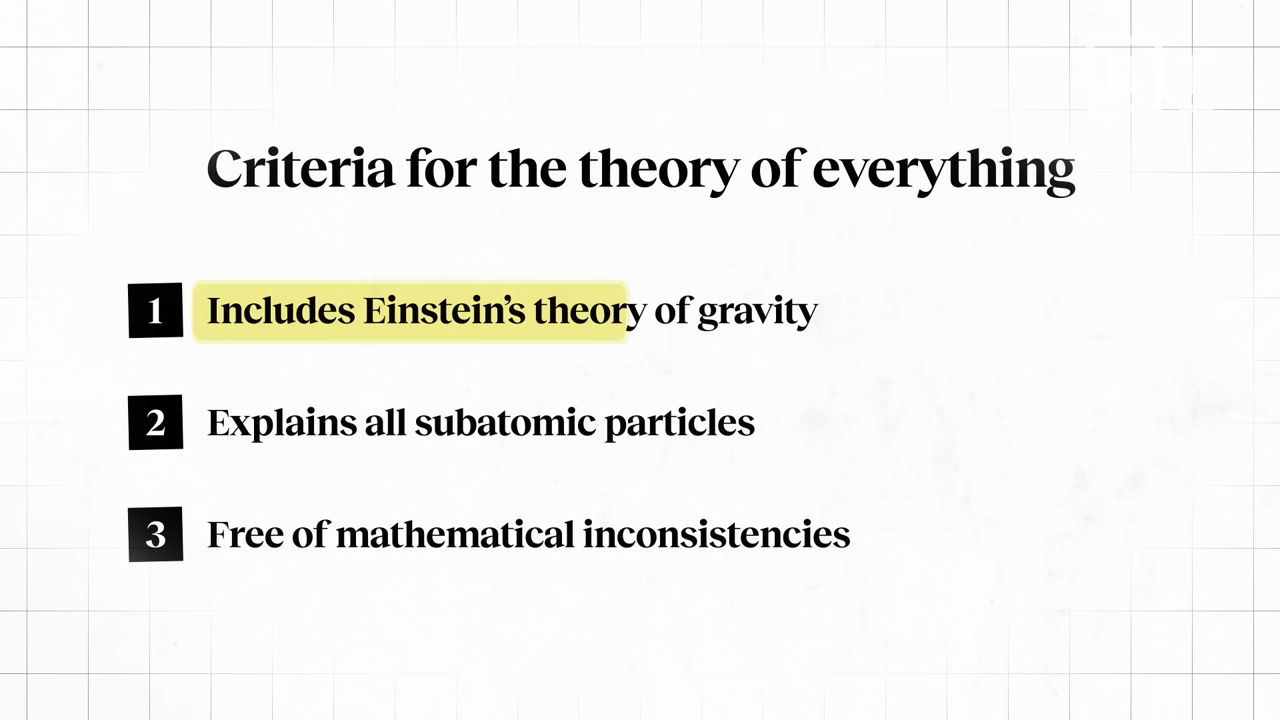 Criteria for the theory of everything
1 Includes Einstein’s theory of gravity
2 Explains all subatomic particles
3 Free of mathematical inconsistencies